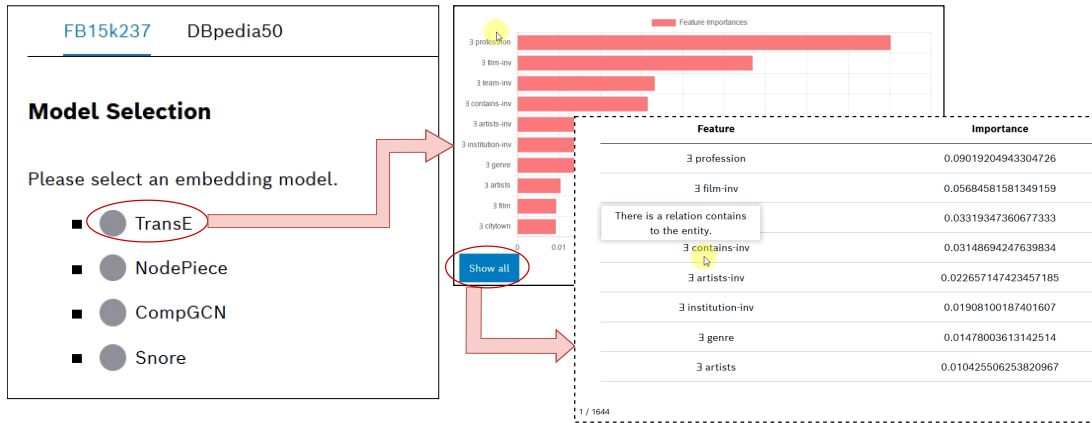 FB15k237 DBpedia50
Model Selection
Please select an embedding model.
TransE
NodePiece
CompGCN
Snore
Feature Importances
∃ profession
∃ film-inv
∃ team-inv
∃ contains-inv
∃ artists-inv
∃ institution-inv
∃ genre
∃ artists
∃ film
∃ citytown
0 0.01
Show all
Feature Importance
∃ profession 0.09019204943304726
∃ film-inv 0.05684581581349159
There is a relation contains
to the entity.
0.03319347360677333
∃ contains-inv 0.03148694247639834
∃ artists-inv 0.022657147423457185
∃ institution-inv 0.01908100187401607
∃ genre 0.01478003613142514
∃ artists 0.010425506253820967
1 / 1644